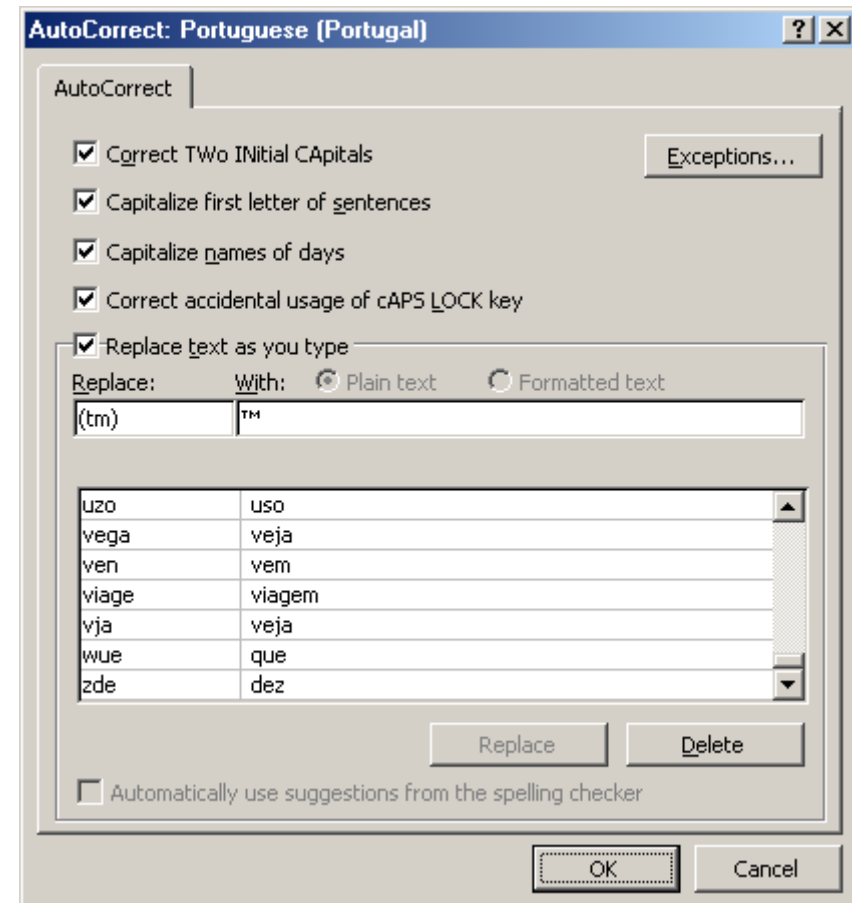 AutoCorrect: Portuguese (Portugal)
AutoCorrect
Correct TWo INitial CApitals
Exceptions...
Capitalize first letter of sentences
Capitalize names of days
Correct accidental usage of cAPS LOCK key
Replace text as you type
Replace: With: Plain text Formatted text
(tm) ™
uzo uso
vega veja
ven vem
viage viagem
vja veja
wue que
zde dez
Replace Delete
Automatically use suggestions from the spelling checker
OK Cancel